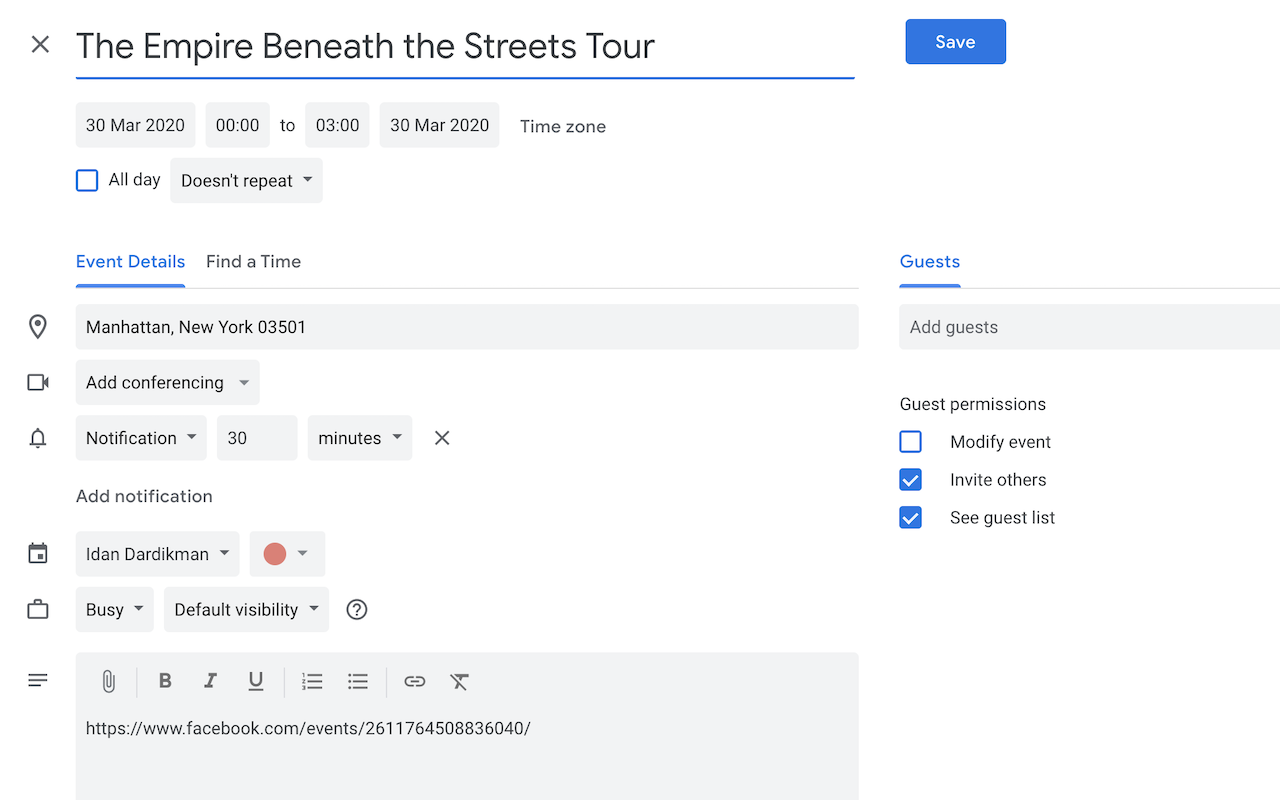 The Empire Beneath the Streets Tour
Save
30 Mar 2020 00:00 to 03:00 30 Mar 2020 Time zone
All day Doesn't repeat
Event Details Find a Time
Guests
Manhattan, New York 03501
Add guests
Add conferencing
Guest permissions
Notification 30 minutes
Modify event
Invite others
Add notification
See guest list
Idan Dardikman
Busy Default visibility
B I U
https://www.facebook.com/events/2611764508836040/